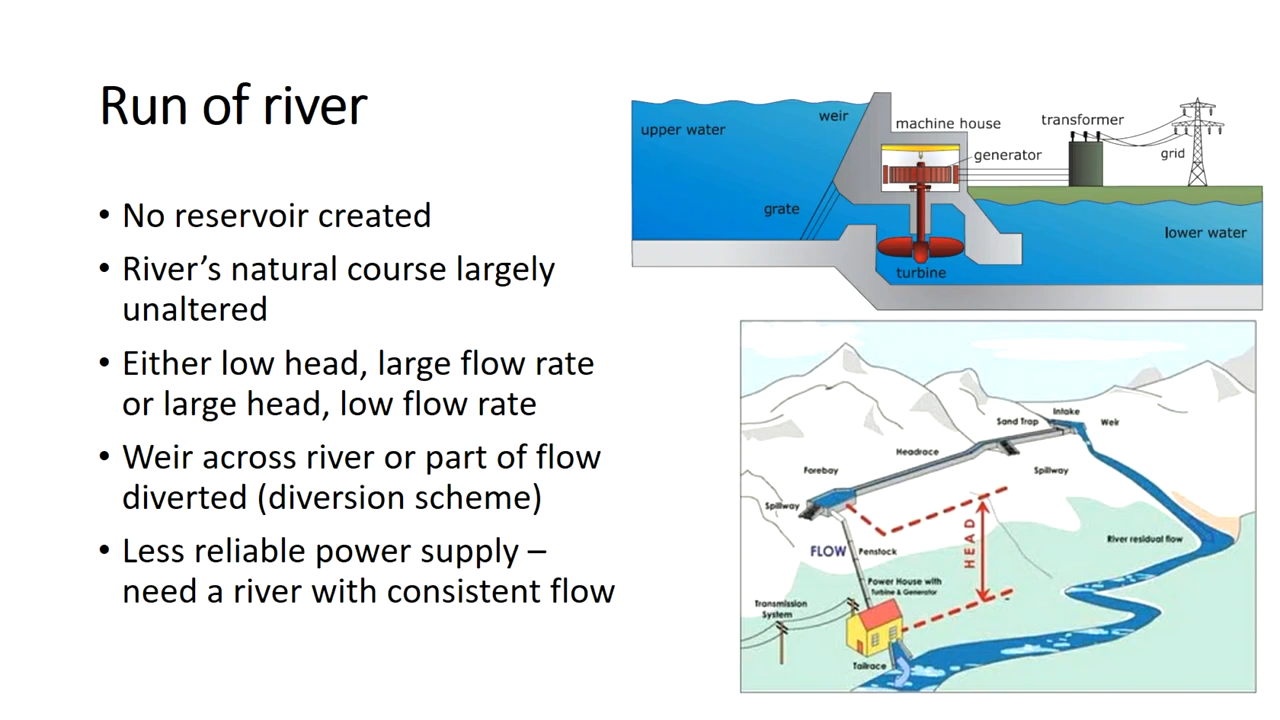 Run of river
• No reservoir created
• River’s natural course largely
unaltered
• Either low head, large flow rate
or large head, low flow rate
• Weir across river or part of flow
diverted (diversion scheme)
• Less reliable power supply –
need a river with consistent flow
upper water
weir
machine house
transformer
generator
grid
grate
lower water
turbine
Intake
Sand Trap
Weir
Headrace
Forebay
Spillway
Spillway
HEAD
River residual flow
FLOW
Penstock
Power House with
Turbine & Generator
Transmission
System
Tailrace